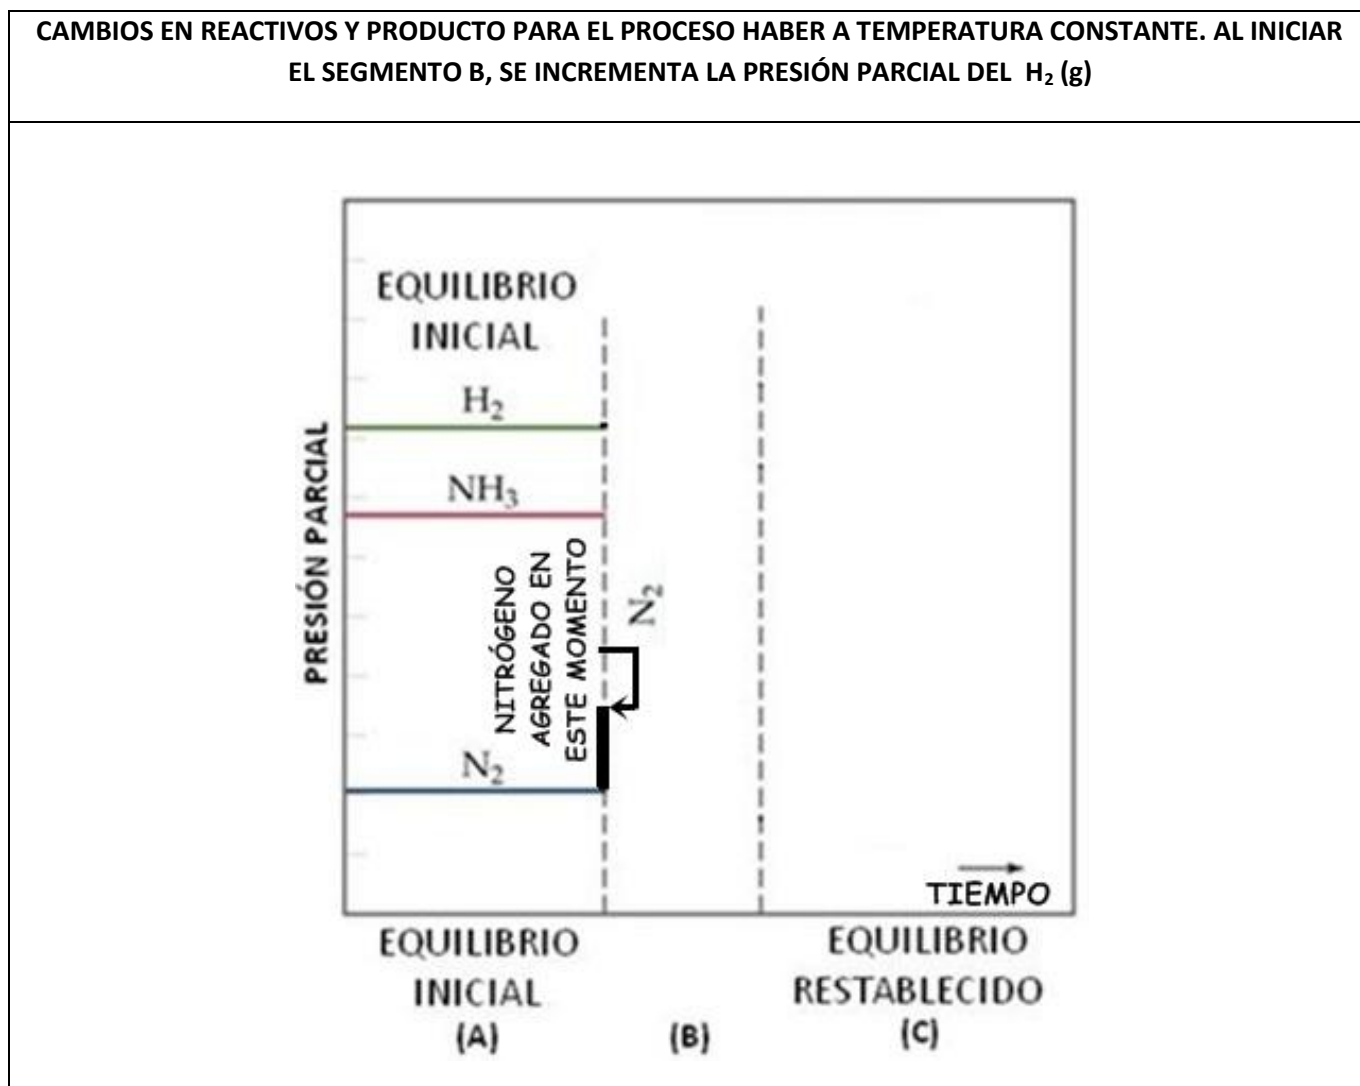 CAMBIOS EN REACTIVOS Y PRODUCTO PARA EL PROCESO HABER A TEMPERATURA CONSTANTE. AL INICIAR
EL SEGMENTO B, SE INCREMENTA LA PRESIÓN PARCIAL DEL H₂ (g)
EQUILIBRIO
INICIAL
H₂
NH₃
PRESIÓN PARCIAL
NITRÓGENO
AGREGADO EN
ESTE MOMENTO
N₂
N₂
TIEMPO
EQUILIBRIO
INICIAL
(A)
(B)
EQUILIBRIO
RESTABLECIDO
(C)